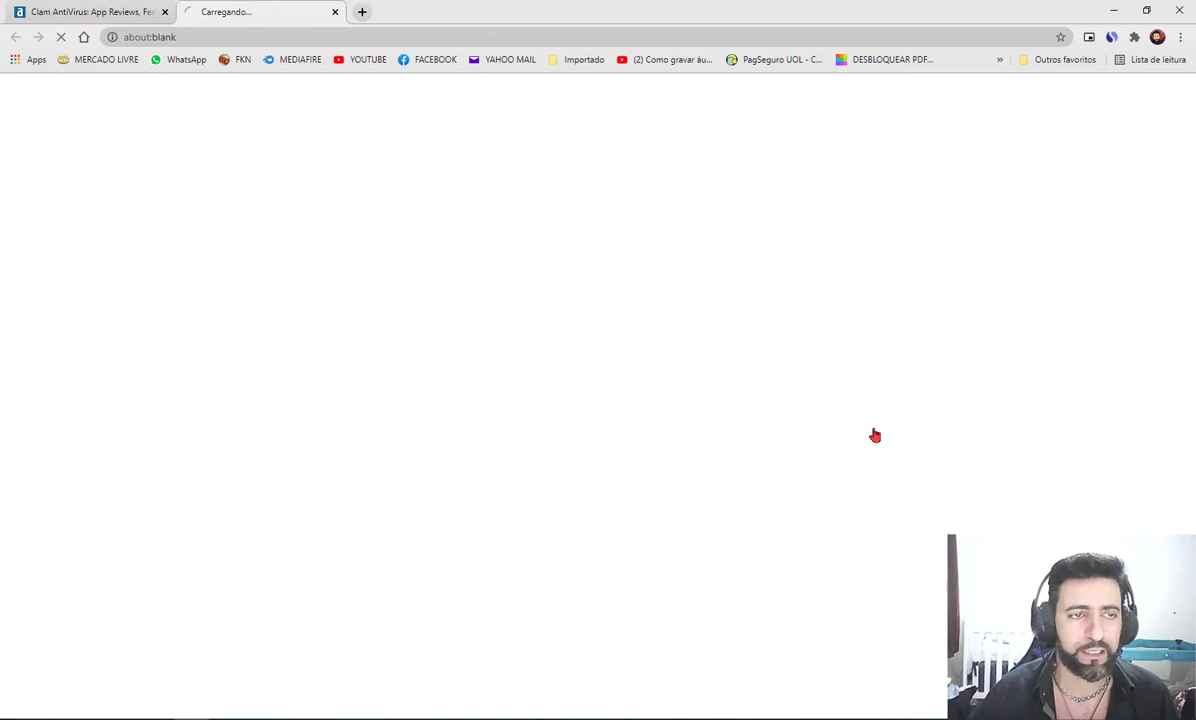 a Clam AntiVirus: App Reviews, Fea
Carregando...
about:blank
Apps MERCADO LIVRE WhatsApp FKN MEDIAFIRE YOUTUBE FACEBOOK YAHOO MAIL Importado (2) Como gravar áu... PagSeguro UOL - C... DESBLOQUEAR PDF... » Outros favoritos Lista de leitura